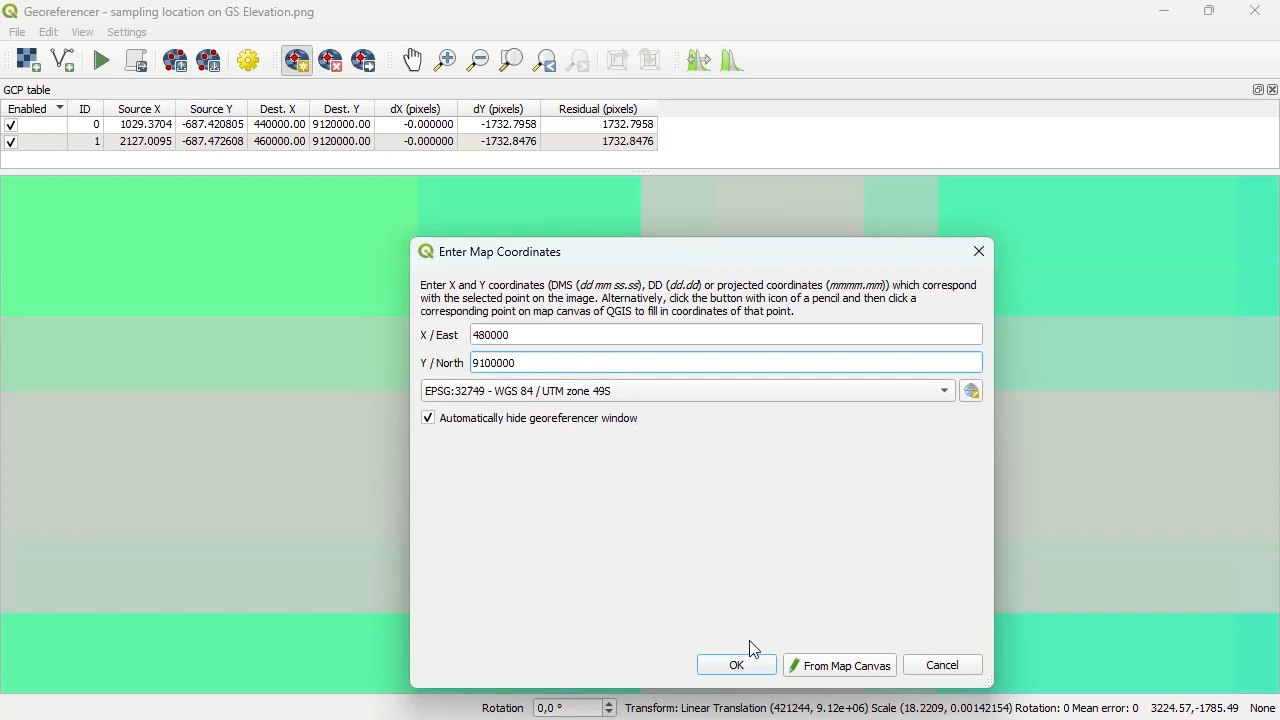 Georeferencer - sampling location on GS Elevation.png
File Edit View Settings
GCP table
Enabled ID Source X Source Y Dest. X Dest. Y dX (pixels) dY (pixels) Residual (pixels)
0 1029.3704 -687.420805 440000.00 9120000.00 -0.000000 -1732.7958 1732.7958
1 2127.0095 -687.472608 460000.00 9120000.00 -0.000000 -1732.8476 1732.8476
Enter Map Coordinates
Enter X and Y coordinates (DMS (dd mm ss.ss), DD (dd.dd) or projected coordinates (mmmm.mm)) which correspond
with the selected point on the image. Alternatively, click the button with icon of a pencil and then click a
corresponding point on map canvas of QGIS to fill in coordinates of that point.
X / East 480000
Y / North 9100000
EPSG:32749 - WGS 84 / UTM zone 49S
Automatically hide georeferencer window
OK From Map Canvas Cancel
Rotation 0,0 ° Transform: Linear Translation (421244, 9.12e+06) Scale (18.2209, 0.00142154) Rotation: 0 Mean error: 0 3224.57,-1785.49 None